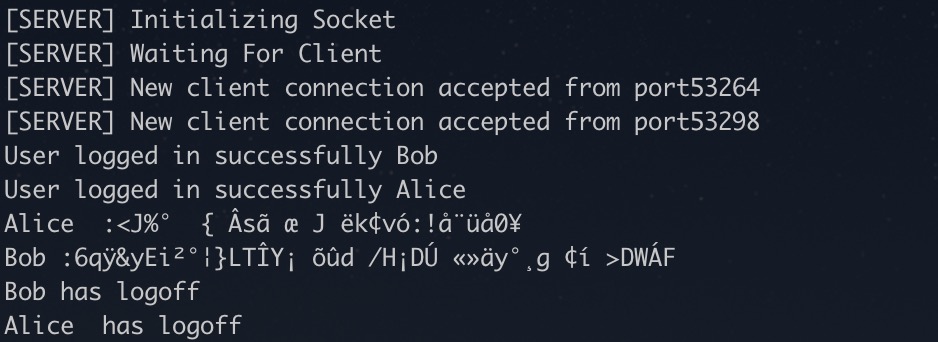 [SERVER] Initializing Socket
[SERVER] Waiting For Client
[SERVER] New client connection accepted from port53264
[SERVER] New client connection accepted from port53298
User logged in successfully Bob
User logged in successfully Alice
Alice  :<J%°  { Âsã æ J ëk¢vó:!å¨üå0¥
Bob :6qÿ&yEi²°¦}LTÎY¡ õûd /H¡DÚ «»äy°¸g ¢í >DWÁF
Bob has logoff
Alice  has logoff